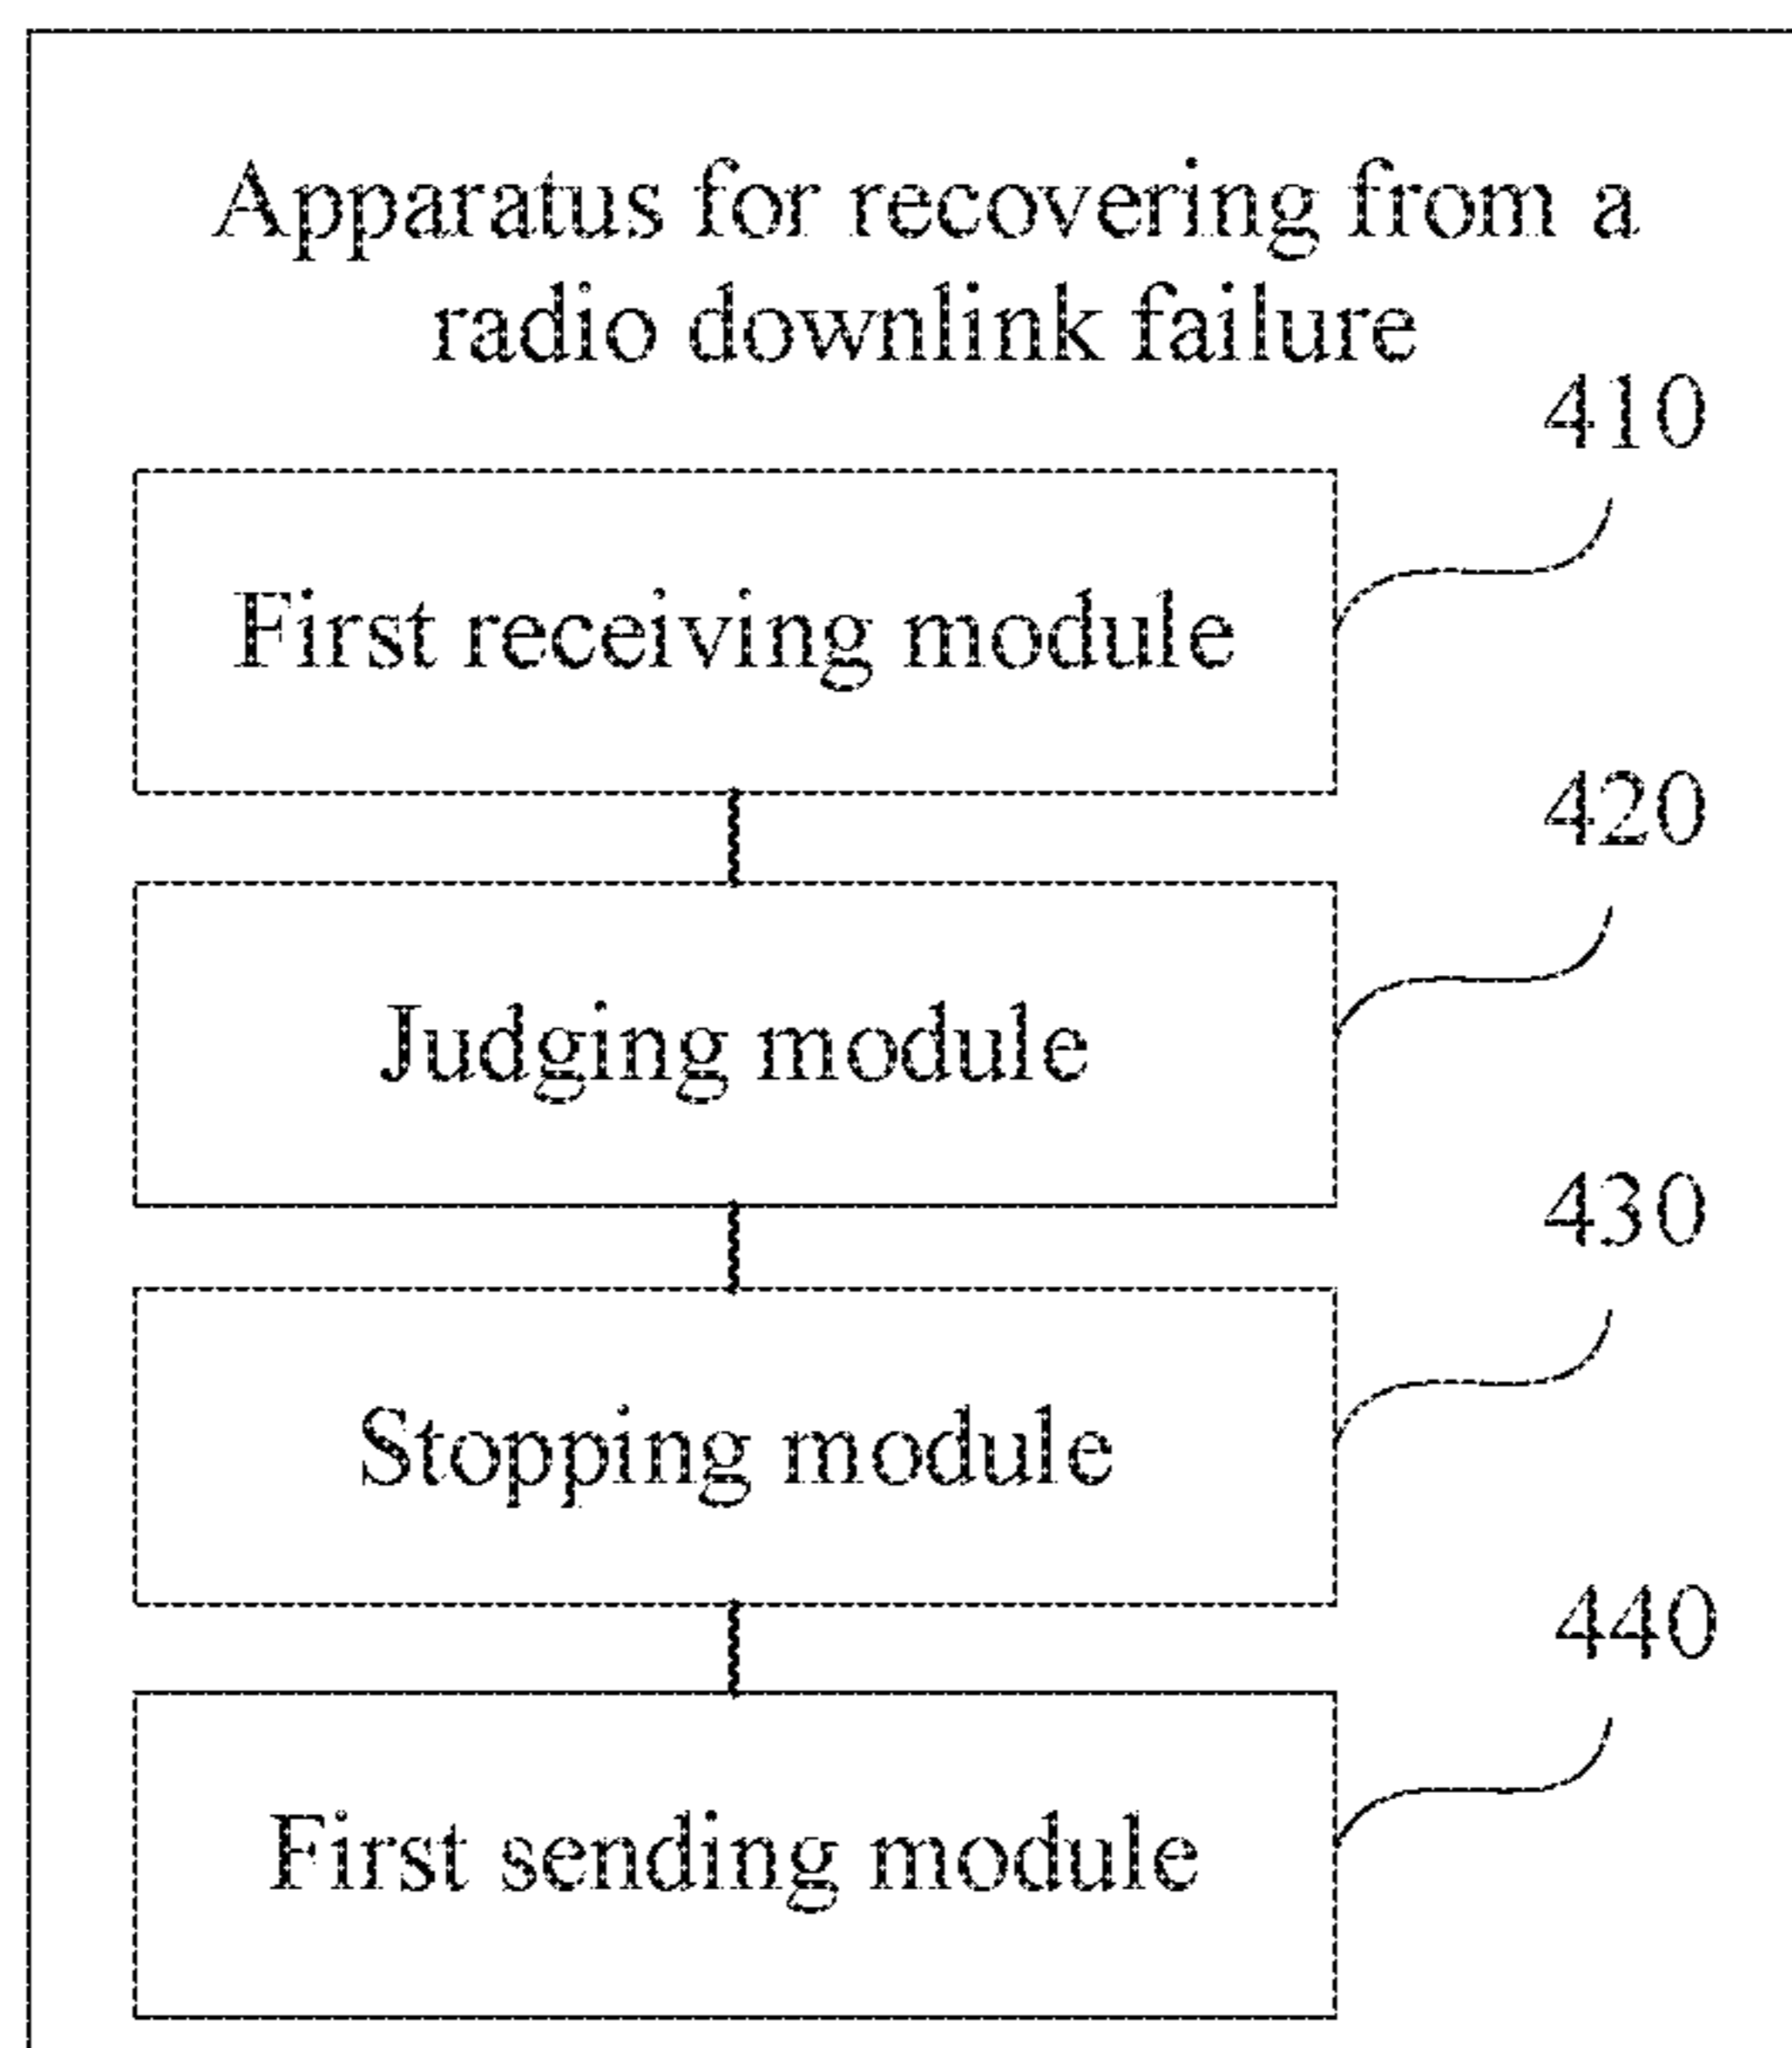 Apparatus for recovering from a
radio downlink failure
410
First receiving module
420
Judging module
430
Stopping module
440
First sending module